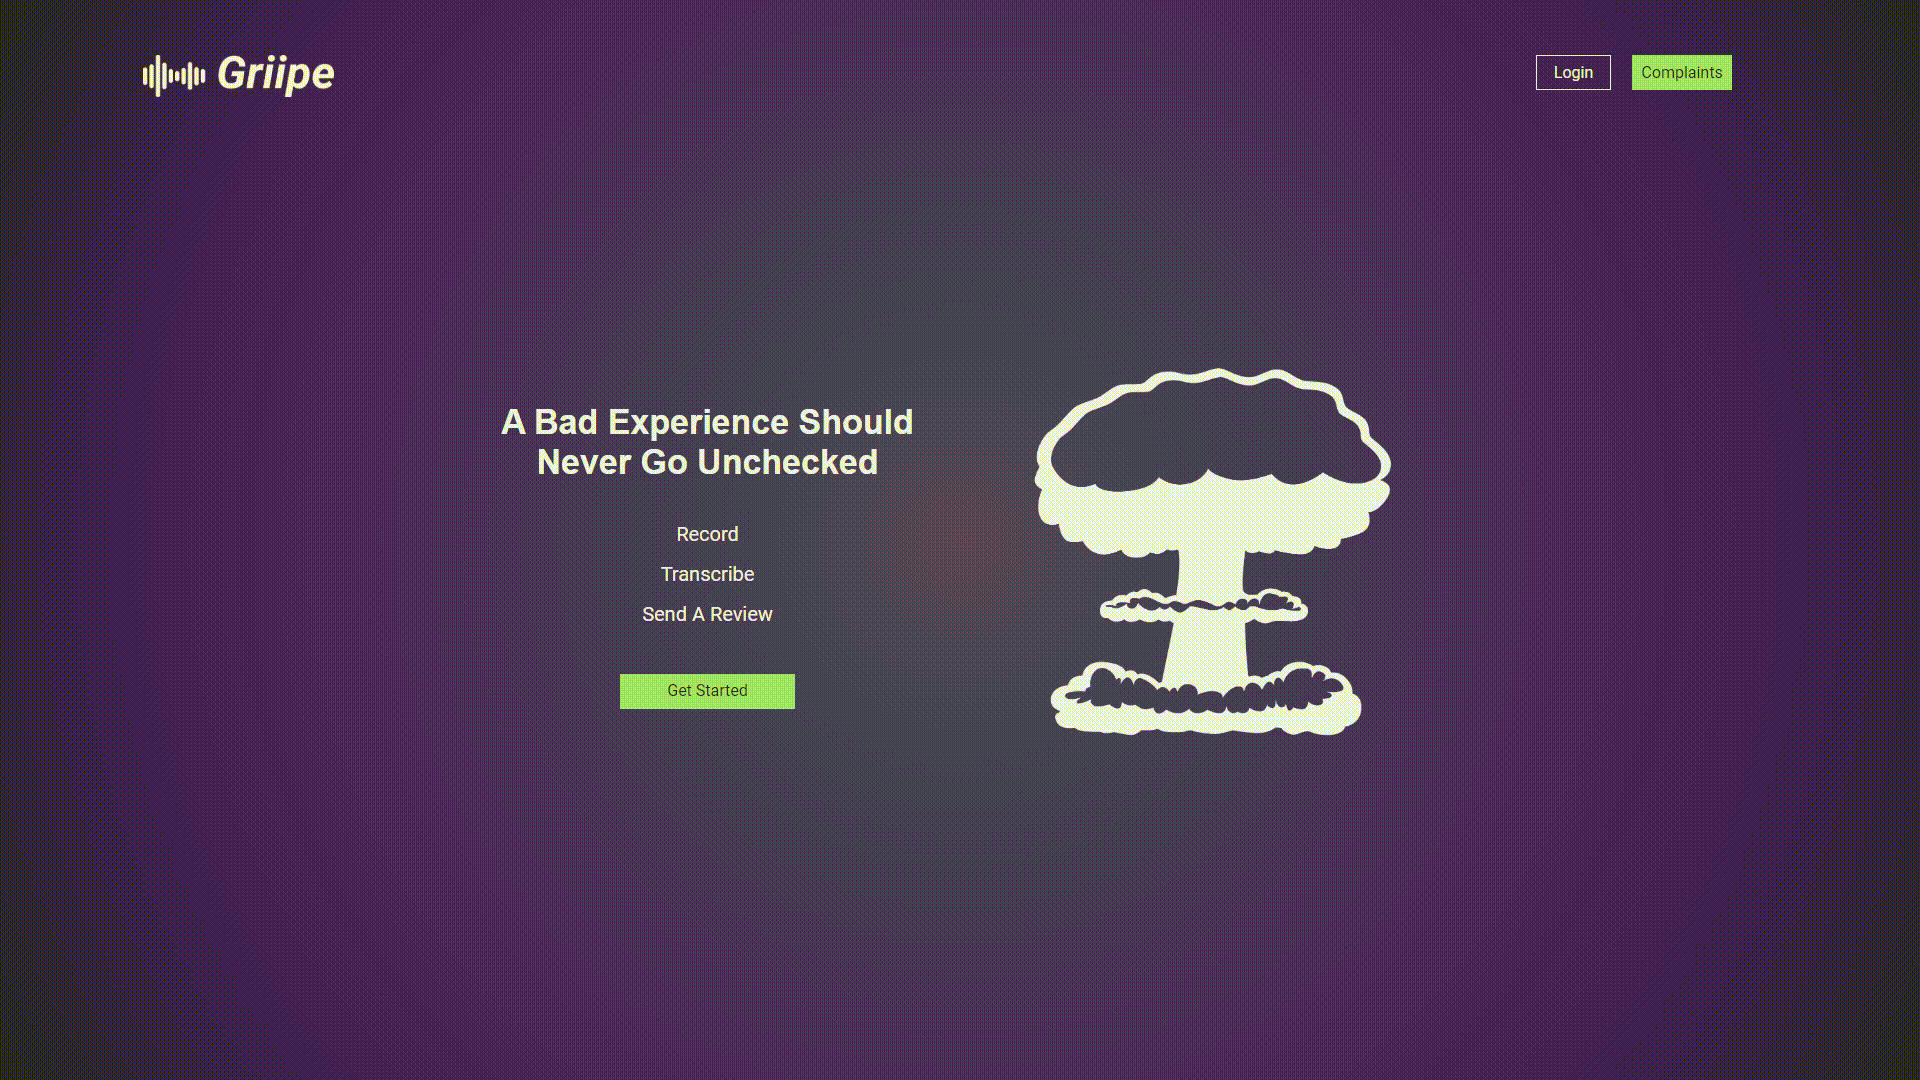 Griipe
Login
Complaints
A Bad Experience Should
Never Go Unchecked
Record
Transcribe
Send A Review
Get Started